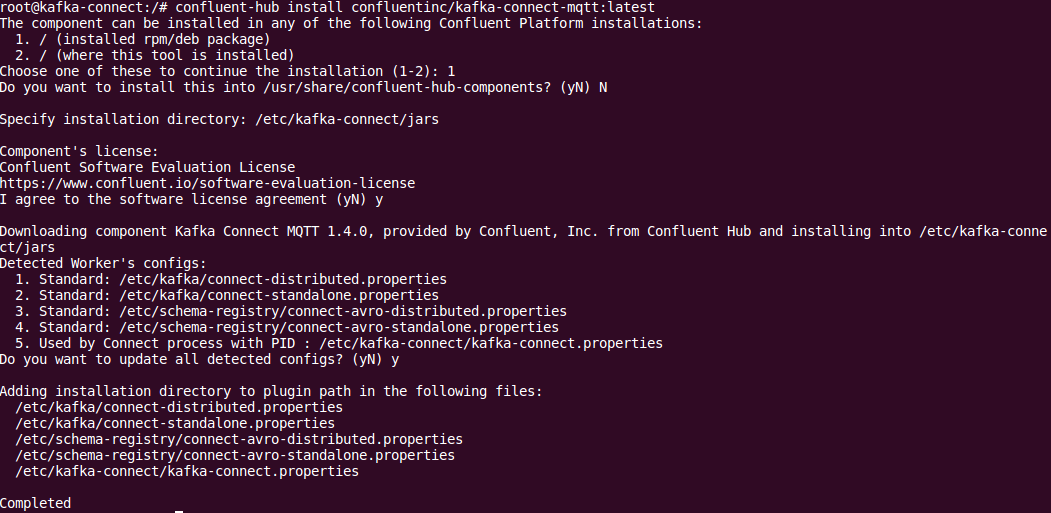 root@kafka-connect:/# confluent-hub install confluentinc/kafka-connect-mqtt:latest
The component can be installed in any of the following Confluent Platform installations:
  1. / (installed rpm/deb package)
  2. / (where this tool is installed)
Choose one of these to continue the installation (1-2): 1
Do you want to install this into /usr/share/confluent-hub-components? (yN) N

Specify installation directory: /etc/kafka-connect/jars

Component's license:
Confluent Software Evaluation License
https://www.confluent.io/software-evaluation-license
I agree to the software license agreement (yN) y

Downloading component Kafka Connect MQTT 1.4.0, provided by Confluent, Inc. from Confluent Hub and installing into /etc/kafka-conne
ct/jars
Detected Worker's configs:
  1. Standard: /etc/kafka/connect-distributed.properties
  2. Standard: /etc/kafka/connect-standalone.properties
  3. Standard: /etc/schema-registry/connect-avro-distributed.properties
  4. Standard: /etc/schema-registry/connect-avro-standalone.properties
  5. Used by Connect process with PID : /etc/kafka-connect/kafka-connect.properties
Do you want to update all detected configs? (yN) y

Adding installation directory to plugin path in the following files:
  /etc/kafka/connect-distributed.properties
  /etc/kafka/connect-standalone.properties
  /etc/schema-registry/connect-avro-distributed.properties
  /etc/schema-registry/connect-avro-standalone.properties
  /etc/kafka-connect/kafka-connect.properties

Completed